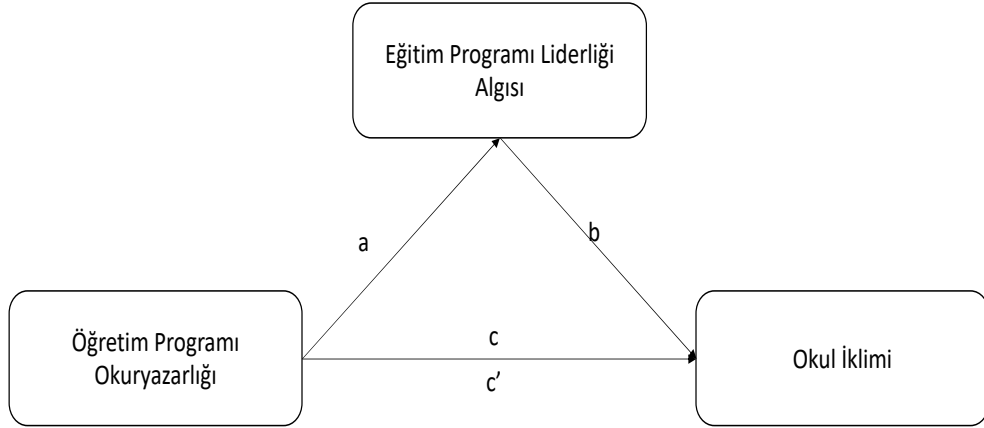 Eğitim Programı Liderliği
Algısı
a
b
Öğretim Programı
Okuryazarlığı
c
c’
Okul İklimi